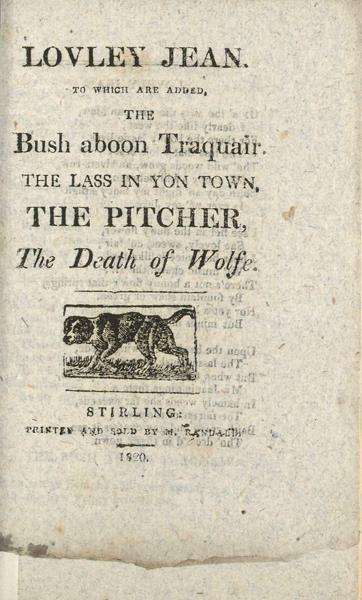 LOVLEY JEAN.
TO WHICH ARE ADDED,
THE
Bush aboon Traquair.
THE LASS IN YON TOWN,
THE PITCHER,
The Death of Wolfe.
STIRLING:
PRINTED AND SOLD BY M. RANDALL.
1820.